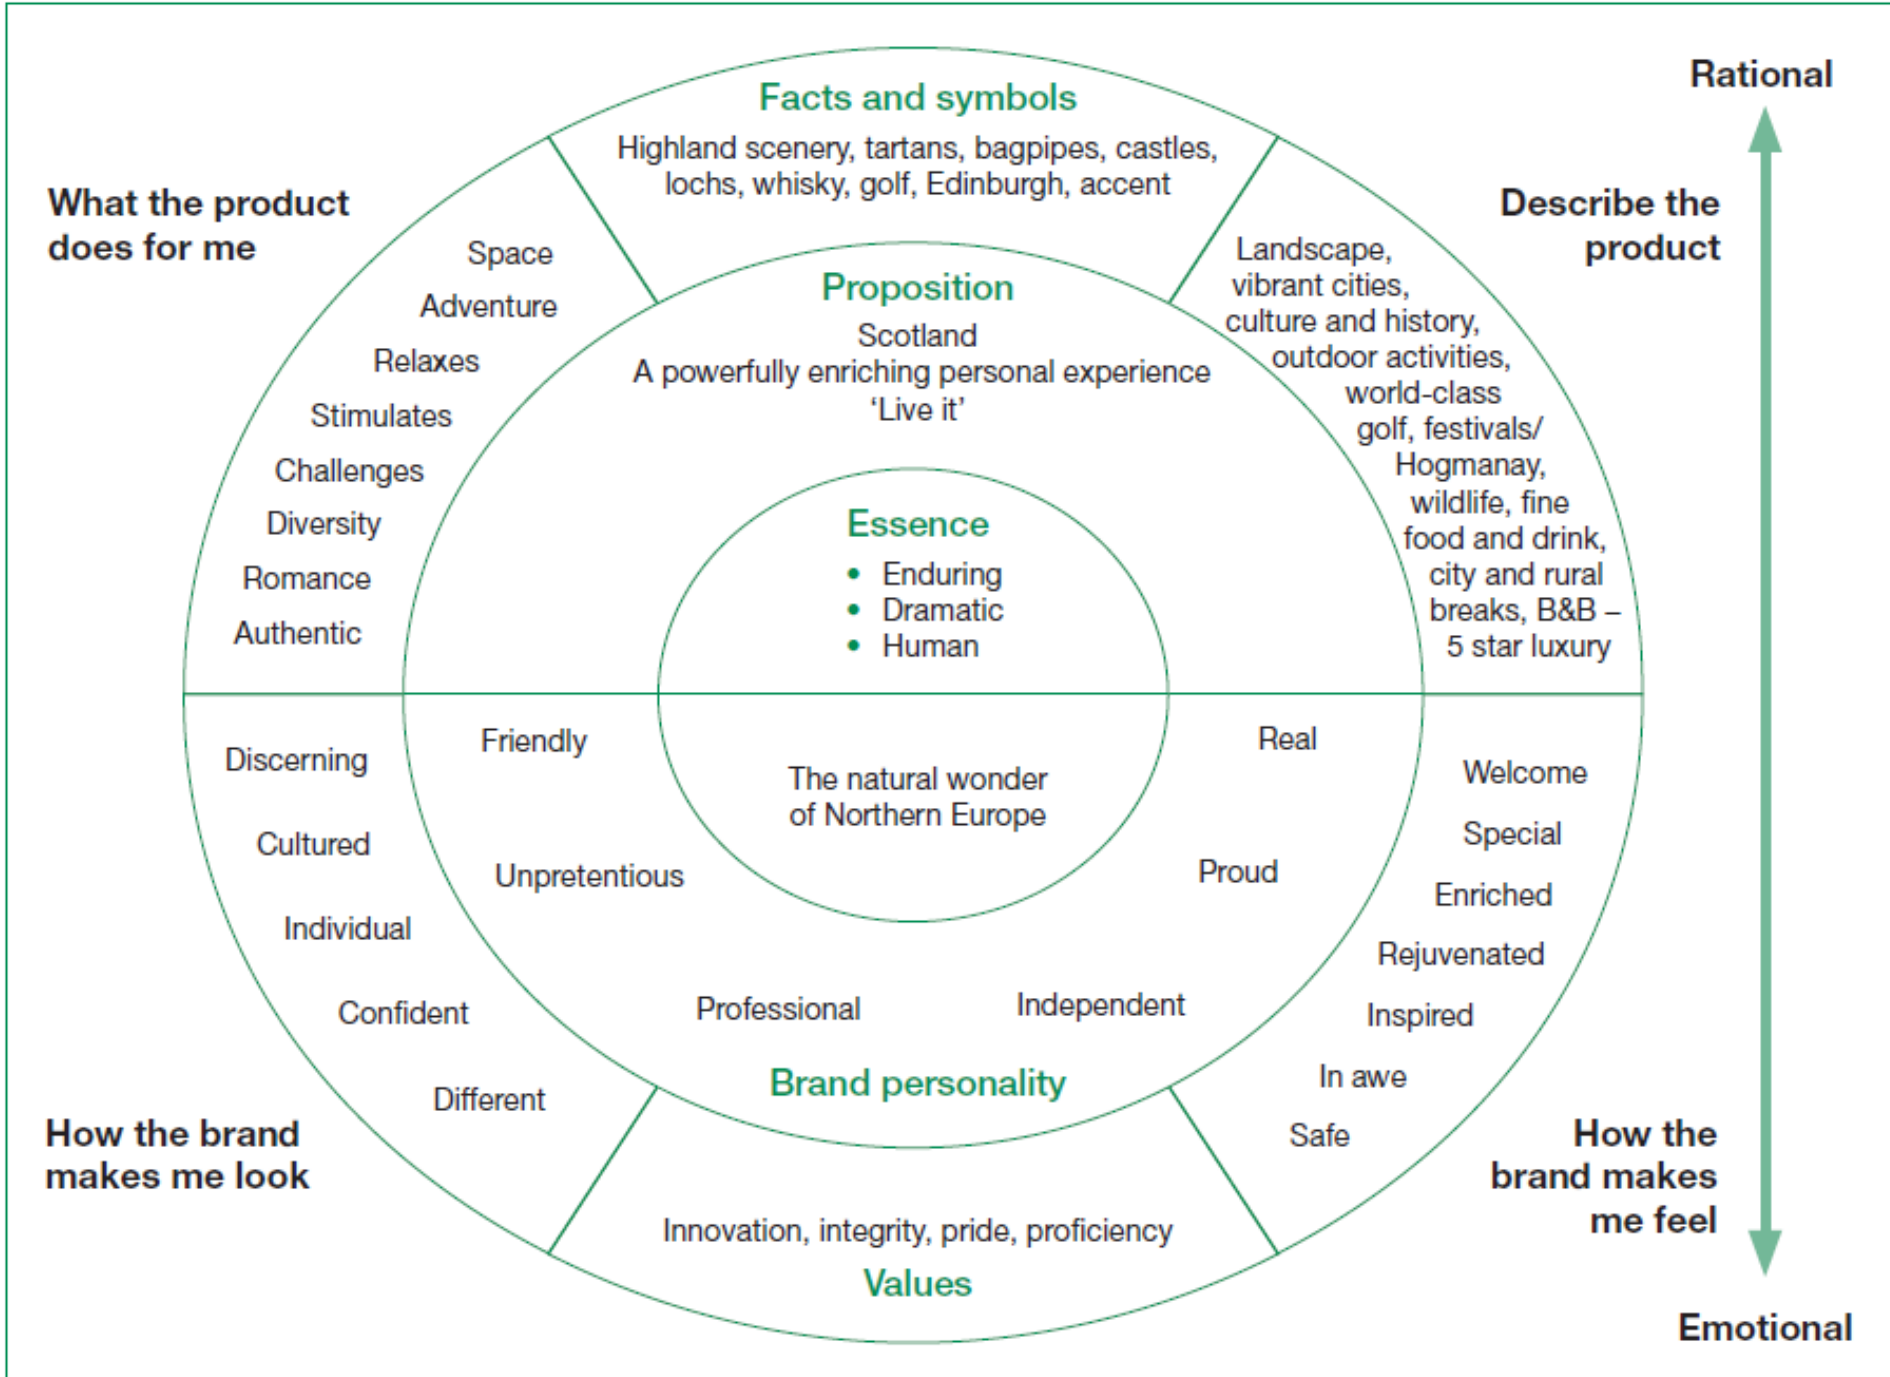 Rational
Facts and symbols
Highland scenery, tartans, bagpipes, castles,
lochs, whisky, golf, Edinburgh, accent
What the product
does for me
Space
Adventure
Relaxes
Stimulates
Challenges
Diversity
Romance
Authentic
Describe the
product
Landscape,
vibrant cities,
culture and history,
outdoor activities,
world-class
golf, festivals/
Hogmanay,
wildlife, fine
food and drink,
city and rural
breaks, B&B –
5 star luxury
Proposition
Scotland
A powerfully enriching personal experience
‘Live it’
Essence
• Enduring
• Dramatic
• Human
The natural wonder
of Northern Europe
Friendly
Unpretentious
Professional
Independent
Proud
Real
Brand personality
Discerning
Cultured
Individual
Confident
Different
How the brand
makes me look
Welcome
Special
Enriched
Rejuvenated
Inspired
In awe
Safe
How the
brand makes
me feel
Innovation, integrity, pride, proficiency
Values
Emotional